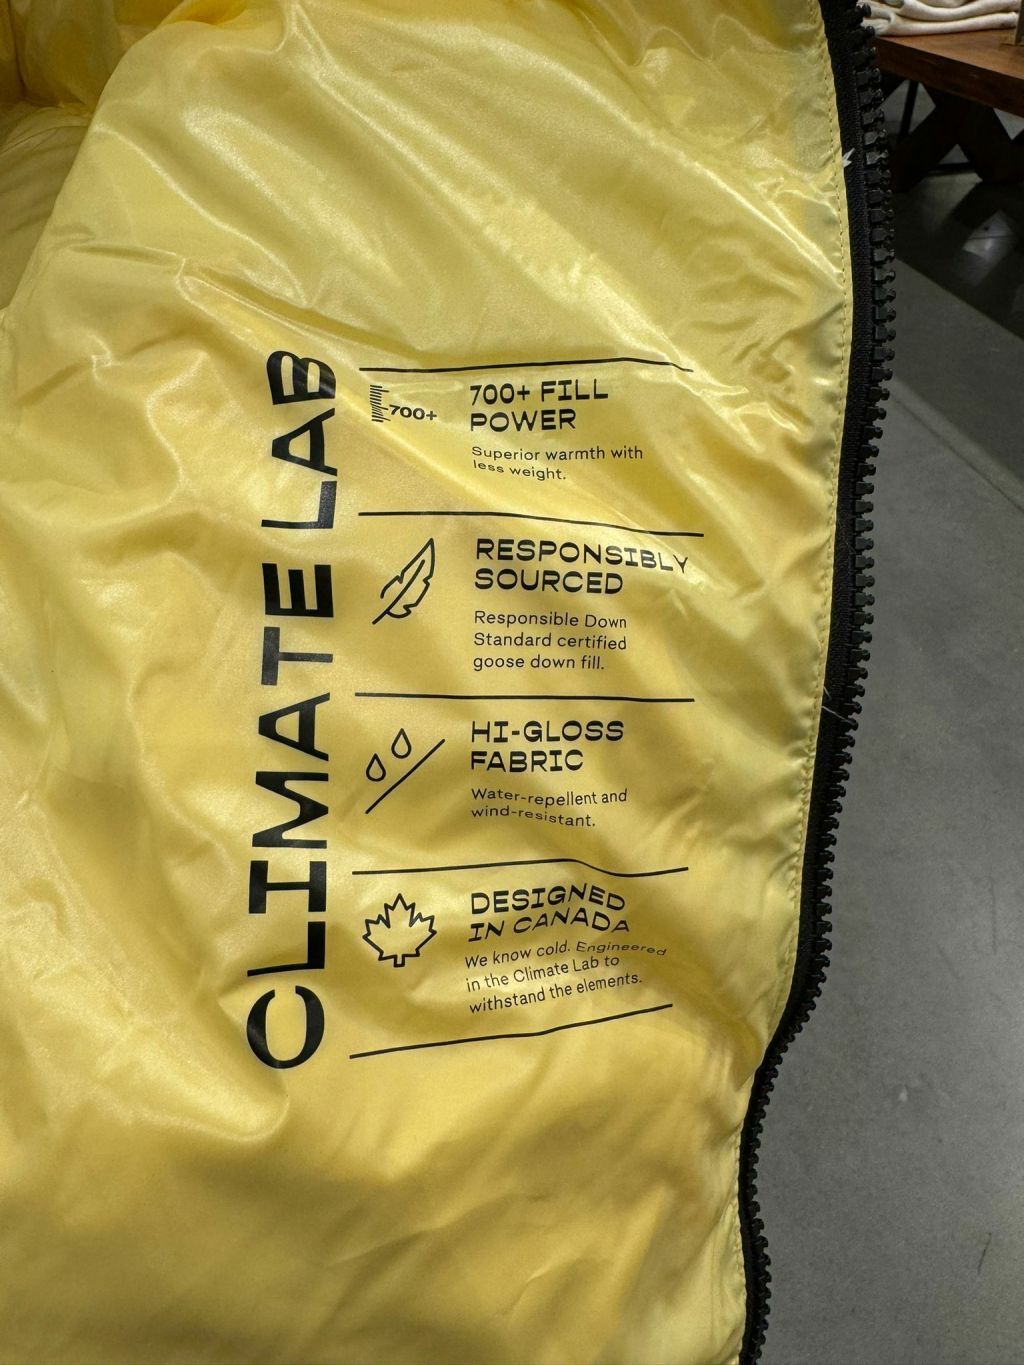 CLIMATE LAB
700+
700+ FILL
POWER
Superior warmth with
less weight.
RESPONSIBLY
SOURCED
Responsible Down
Standard certified
goose down fill.
HI-GLOSS
FABRIC
Water-repellent and
wind-resistant.
DESIGNED
IN CANADA
We know cold. Engineered
in the Climate Lab to
withstand the elements.